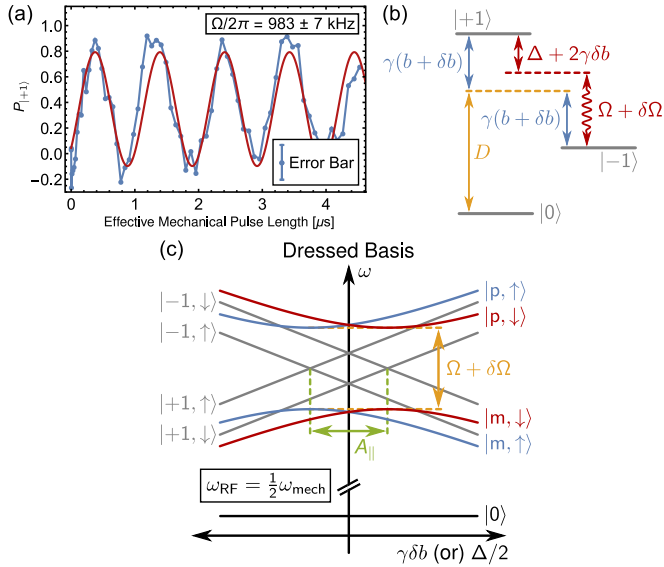 (a)
Ω/2π = 983 ± 7 kHz
P|+1⟩
1.0
0.8
0.6
0.4
0.2
0.0
−0.2
Error Bar
0
1
2
3
4
Effective Mechanical Pulse Length [μs]
(b)
|+1⟩
γ(b + δb)
Δ + 2γδb
γ(b + δb)
Ω + δΩ
|−1⟩
D
|0⟩
(c)
Dressed Basis
ω
|−1, ↓⟩
|−1, ↑⟩
|+1, ↑⟩
|+1, ↓⟩
|p, ↑⟩
|p, ↓⟩
Ω + δΩ
|m, ↓⟩
|m, ↑⟩
A||
ωRF = ½ωmech
|0⟩
γδb (or) Δ/2